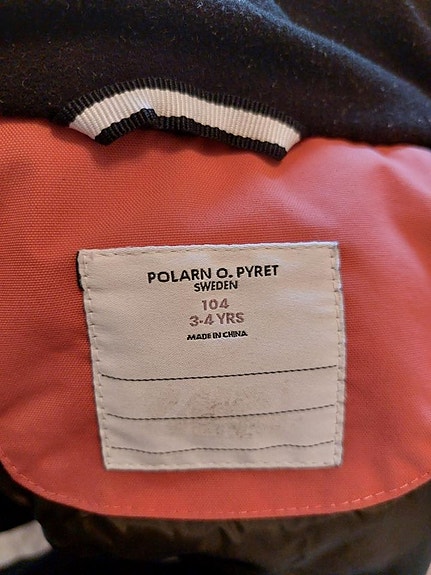 POLARN O. PYRET
SWEDEN
104
3-4 YRS
MADE IN CHINA